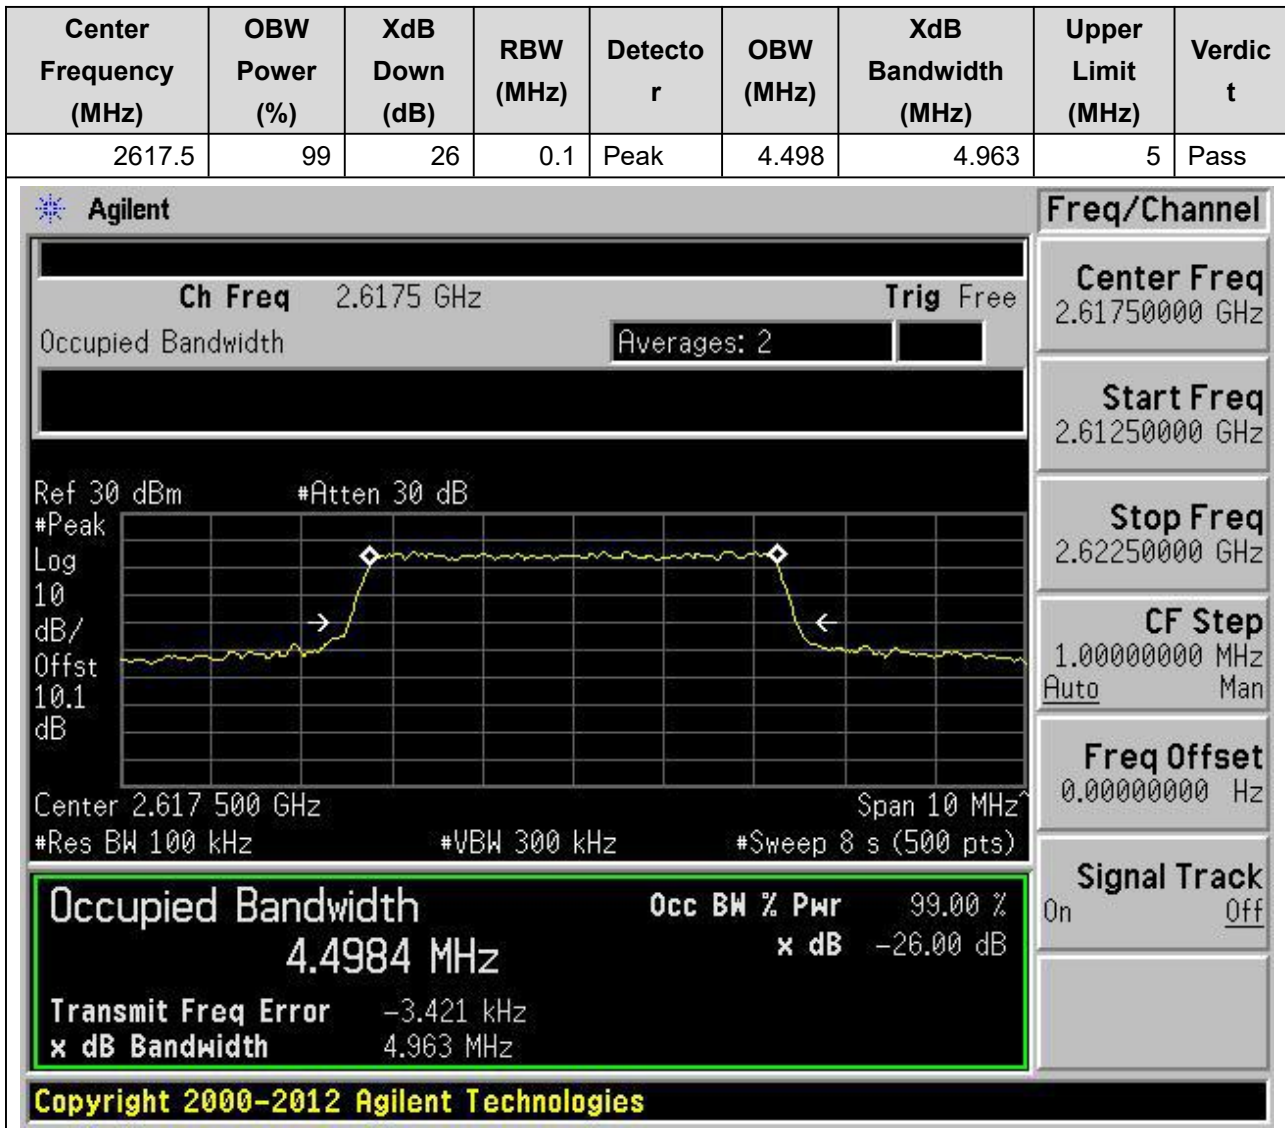 Center Frequency (MHz) OBW Power (%) XdB Down (dB) RBW (MHz) Detector OBW (MHz) XdB Bandwidth (MHz) Upper Limit (MHz) Verdict
2617.5 99 26 0.1 Peak 4.498 4.963 5 Pass
Agilent
Ch Freq 2.6175 GHz Trig Free
Occupied Bandwidth Averages: 2
Ref 30 dBm #Atten 30 dB
#Peak
Log
10
dB/
Offst
10.1
dB
Center 2.617 500 GHz Span 10 MHz^
#Res BW 100 kHz #VBW 300 kHz #Sweep 8 s (500 pts)
Occupied Bandwidth Occ BW % Pwr 99.00 %
4.4984 MHz x dB -26.00 dB
Transmit Freq Error -3.421 kHz
x dB Bandwidth 4.963 MHz
Copyright 2000-2012 Agilent Technologies
Freq/Channel
Center Freq
2.61750000 GHz
Start Freq
2.61250000 GHz
Stop Freq
2.62250000 GHz
CF Step
1.00000000 MHz
Auto Man
Freq Offset
0.00000000 Hz
Signal Track
On Off